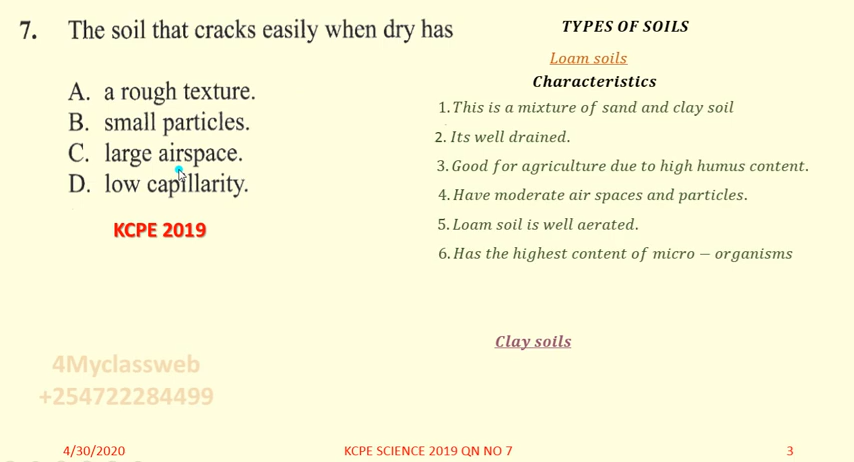 7. The soil that cracks easily when dry has
A. a rough texture.
B. small particles.
C. large airspace.
D. low capillarity.
KCPE 2019
4Myclassweb
+254722284499
TYPES OF SOILS
Loam soils
Characteristics
1. This is a mixture of sand and clay soil
2. Its well drained.
3. Good for agriculture due to high humus content.
4. Have moderate air spaces and particles.
5. Loam soil is well aerated.
6. Has the highest content of micro – organisms
Clay soils
4/30/2020
KCPE SCIENCE 2019 QN NO 7
3